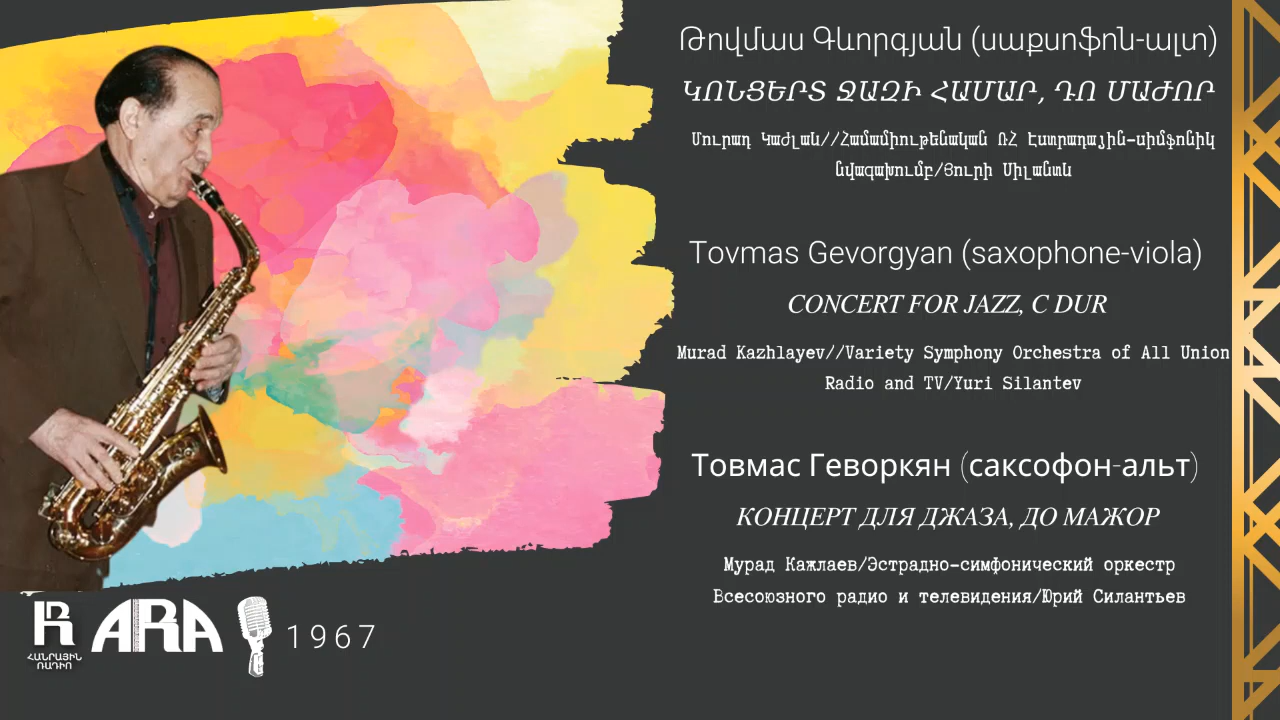 Թովմաս Գևորգյան (սաքսոֆոն-ալտ)
ԿՈՆՑԵՐՏ ՋԱԶԻ ՀԱՄԱՐ, ԴՈ ՄԱԺՈՐ
Մուրադ Կաժլաև//Համամիութենական ՌՀ էստրադային-սիմֆոնիկ
նվագախումբ/Յուրի Սիլանտև
Tovmas Gevorgyan (saxophone-viola)
CONCERT FOR JAZZ, C DUR
Murad Kazhlayev//Variety Symphony Orchestra of All Union
Radio and TV/Yuri Silantev
Товмас Геворкян (саксофон-альт)
КОНЦЕРТ ДЛЯ ДЖАЗА, ДО МАЖОР
Мурад Кажлаев/Эстрадно-симфонический оркестр
Всесоюзного радио и телевидения/Юрий Силантьев
ՀԱՆՐԱՅԻՆ
ՌԱԴԻՈ
ARA
1967